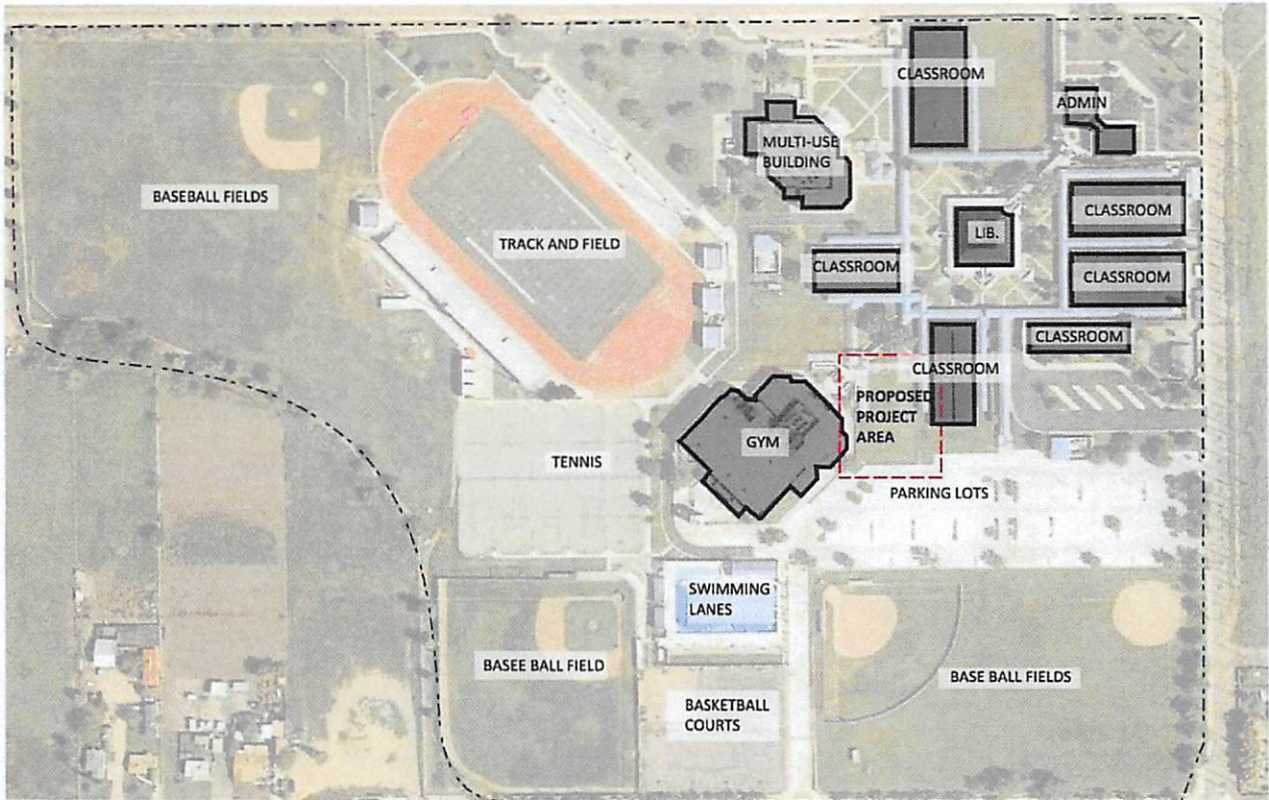 CLASSROOM
ADMIN
MULTI-USE
BUILDING
BASEBALL FIELDS
CLASSROOM
LIB.
TRACK AND FIELD
CLASSROOM
CLASSROOM
CLASSROOM
CLASSROOM
PROPOSED
PROJECT
AREA
GYM
TENNIS
PARKING LOTS
SWIMMING
LANES
BASEE BALL FIELD
BASE BALL FIELDS
BASKETBALL
COURTS